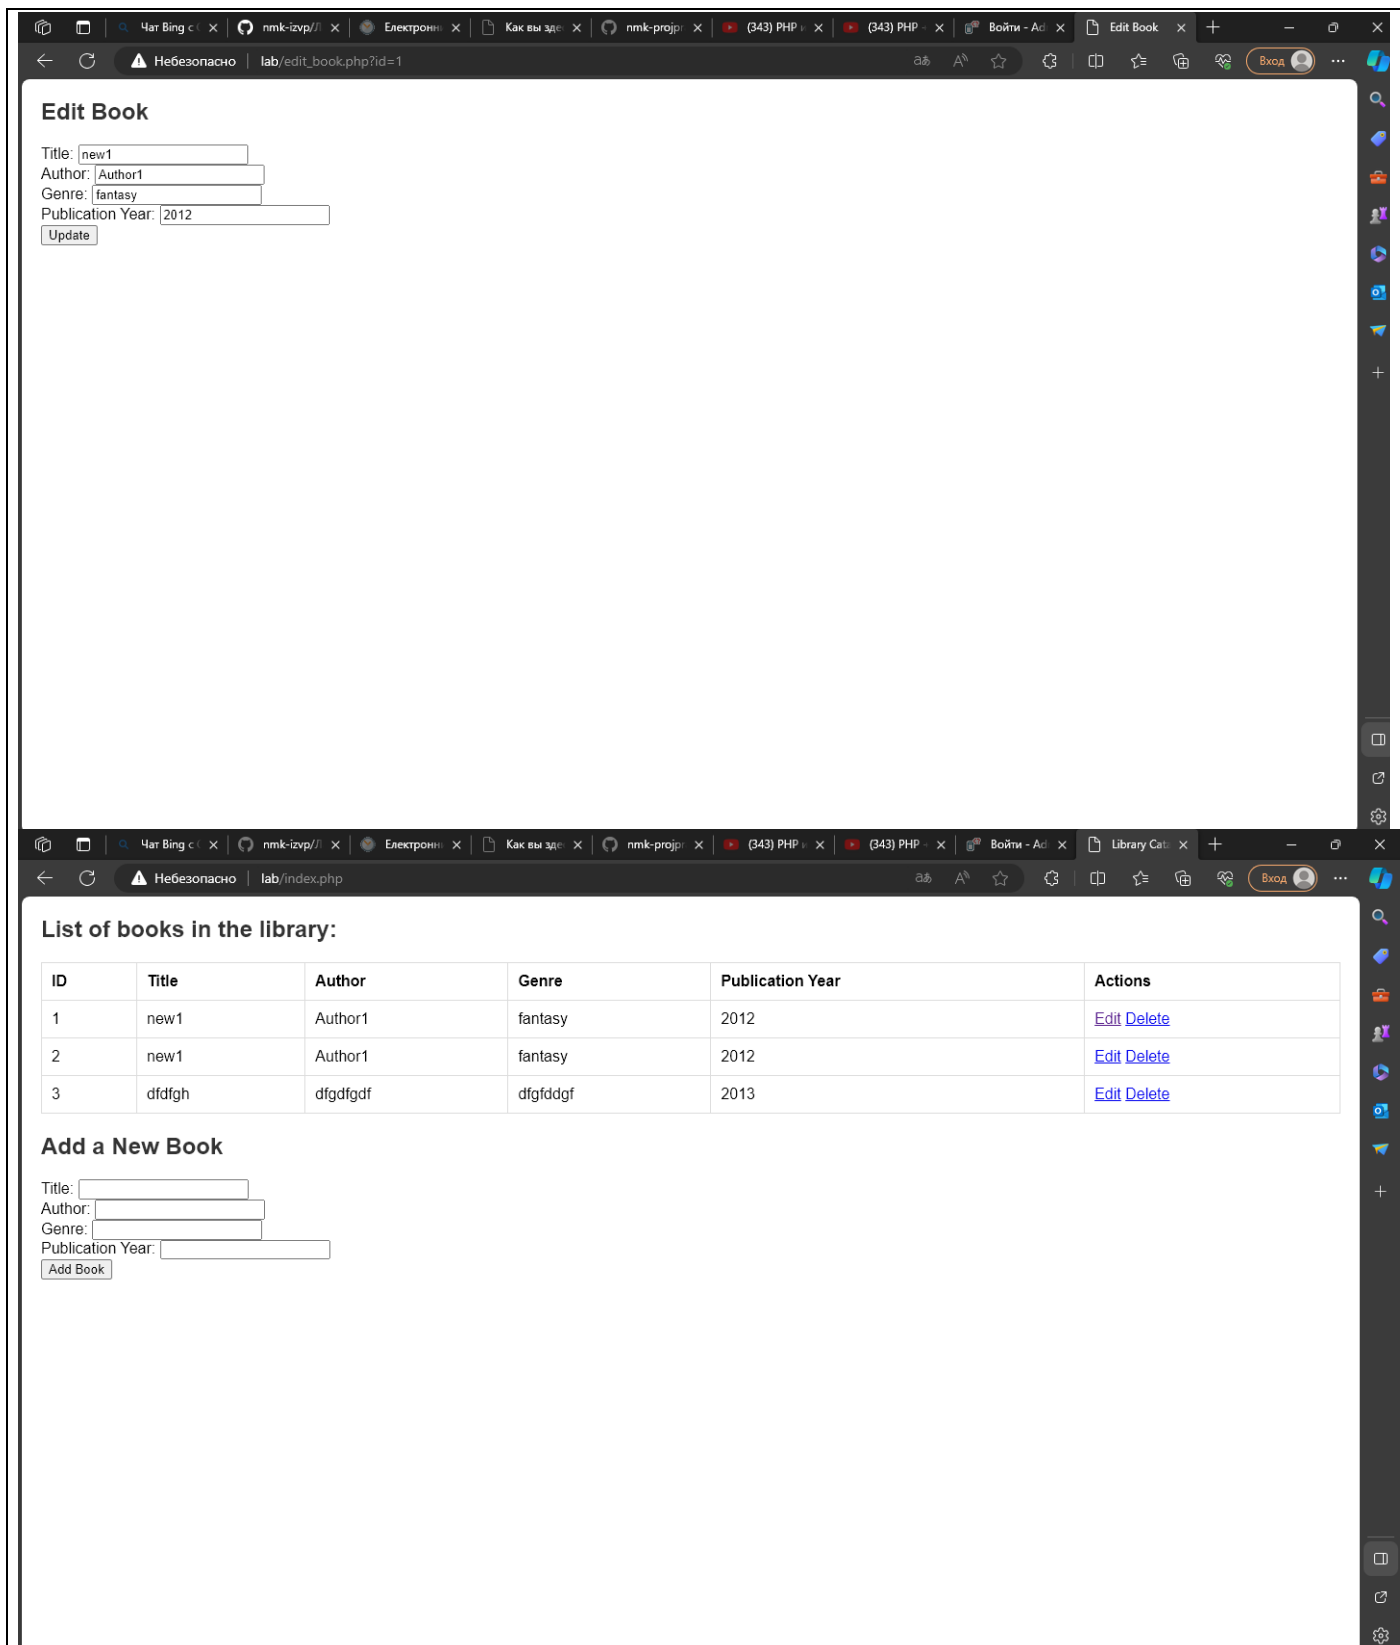 Чат Bing с nmk-izvp/Л Електронн Как вы зде nmk-projpr (343) PHP и (343) PHP - Войти - Ad Edit Book
Небезопасно lab/edit_book.php?id=1 Вход
Edit Book
Title: new1
Author: Author1
Genre: fantasy
Publication Year: 2012
Update
Чат Bing с nmk-izvp/Л Електронн Как вы зде nmk-projpr (343) PHP и (343) PHP - Войти - Ad Library Cata
Небезопасно lab/index.php Вход
List of books in the library:
ID Title Author Genre Publication Year Actions
1 new1 Author1 fantasy 2012 Edit Delete
2 new1 Author1 fantasy 2012 Edit Delete
3 dfdfgh dfgdfgdf dfgfddgf 2013 Edit Delete
Add a New Book
Title:
Author:
Genre:
Publication Year:
Add Book